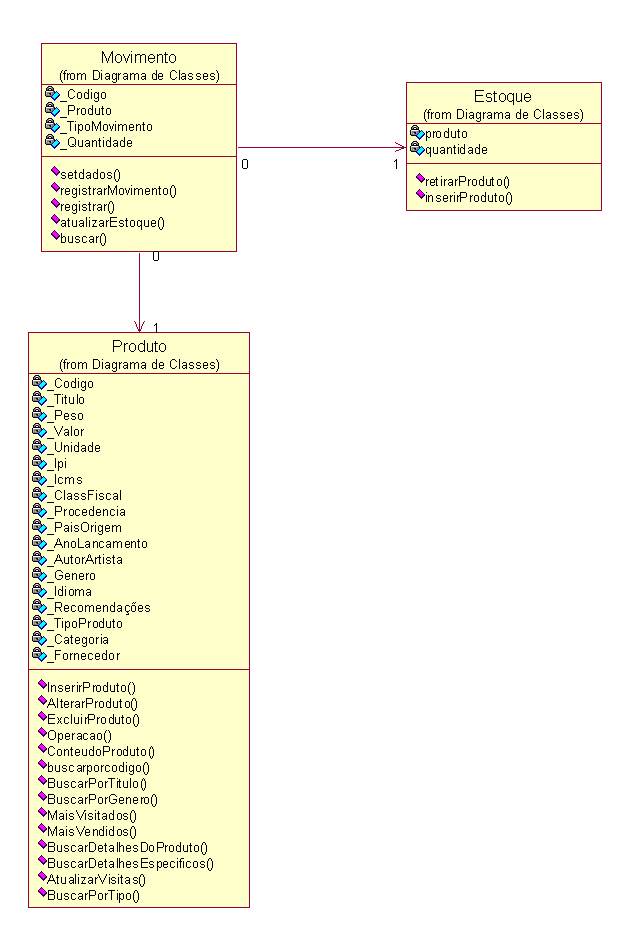 Movimento
(from Diagrama de Classes)
_Codigo
_Produto
_TipoMovimento
_Quantidade
setdados()
registrarMovimento()
registrar()
atualizarEstoque()
buscar()
0
1
Estoque
(from Diagrama de Classes)
produto
quantidade
retirarProduto()
inserirProduto()
0
1
Produto
(from Diagrama de Classes)
_Codigo
_Titulo
_Peso
_Valor
_Unidade
_Ipi
_Icms
_ClassFiscal
_Procedencia
_PaisOrigem
_AnoLancamento
_AutorArtista
_Genero
_Idioma
_Recomendações
_TipoProduto
_Categoria
_Fornecedor
InserirProduto()
AlterarProduto()
ExcluirProduto()
Operacao()
ConteudoProduto()
buscarporcodigo()
BuscarPorTitulo()
BuscarPorGenero()
MaisVisitados()
MaisVendidos()
BuscarDetalhesDoProduto()
BuscarDetalhesEspecificos()
AtualizarVisitas()
BuscarPorTipo()